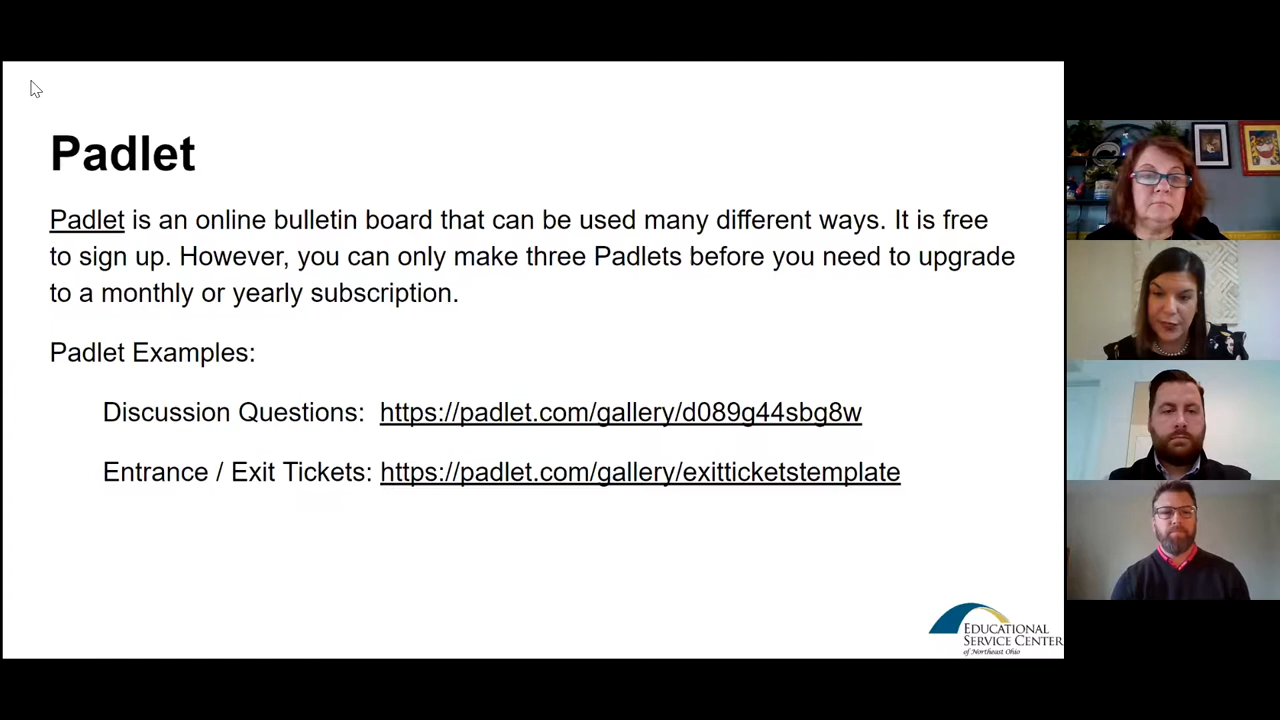 Padlet
Padlet is an online bulletin board that can be used many different ways. It is free
to sign up. However, you can only make three Padlets before you need to upgrade
to a monthly or yearly subscription.
Padlet Examples:
Discussion Questions: https://padlet.com/gallery/d089g44sbg8w
Entrance / Exit Tickets: https://padlet.com/gallery/exitticketstemplate
EDUCATIONAL
SERVICE CENTER
of Northeast Ohio